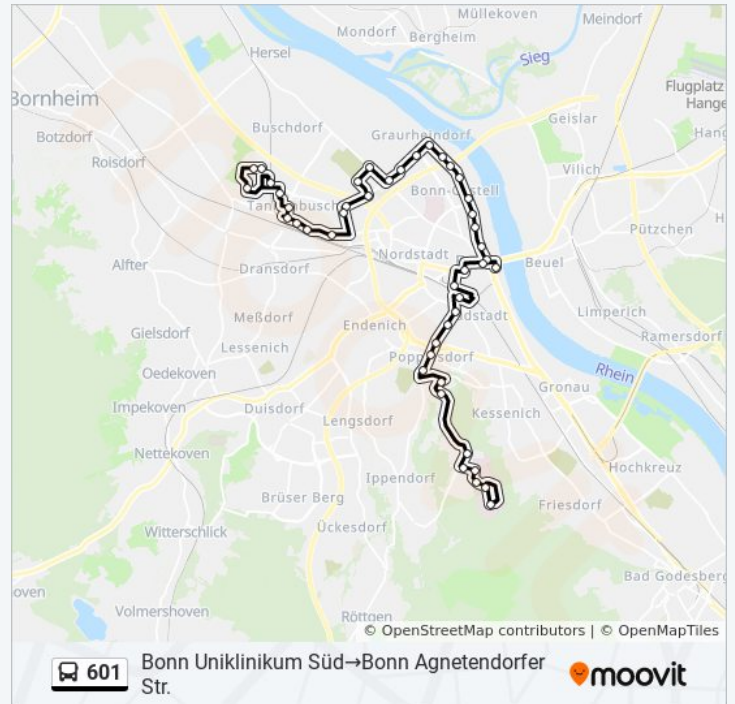 Müllekoven
Meindorf
Mondorf
Bergheim
Hersel
Sieg
Bornheim
Flugplatz
Hange
Buschdorf
Graurheindorf
Geislar
Botzdorf
Roisdorf
Hang
Vilich
Bonn-Castell
Pützchen
Nordstadt
Beuel
Alfter
Dransdorf
Limperich
Meßdorf
Endenich
Ramersdorf
Gielsdorf
Lessenich
Rhein
Oedekoven
Gronau
Impekoven
Duisdorf
Kessenich
Lengsdorf
Nettekoven
Hochkreuz
Ippendorf
Brüser Berg
Friesdorf
Ückesdorf
Witterschlick
Bad Godesberg
oven
Volmershoven
Röttgen
© OpenStreetMap contributors | © OpenMapTiles
601
Bonn Uniklinikum Süd→Bonn Agnetendorfer
Str.
moovit